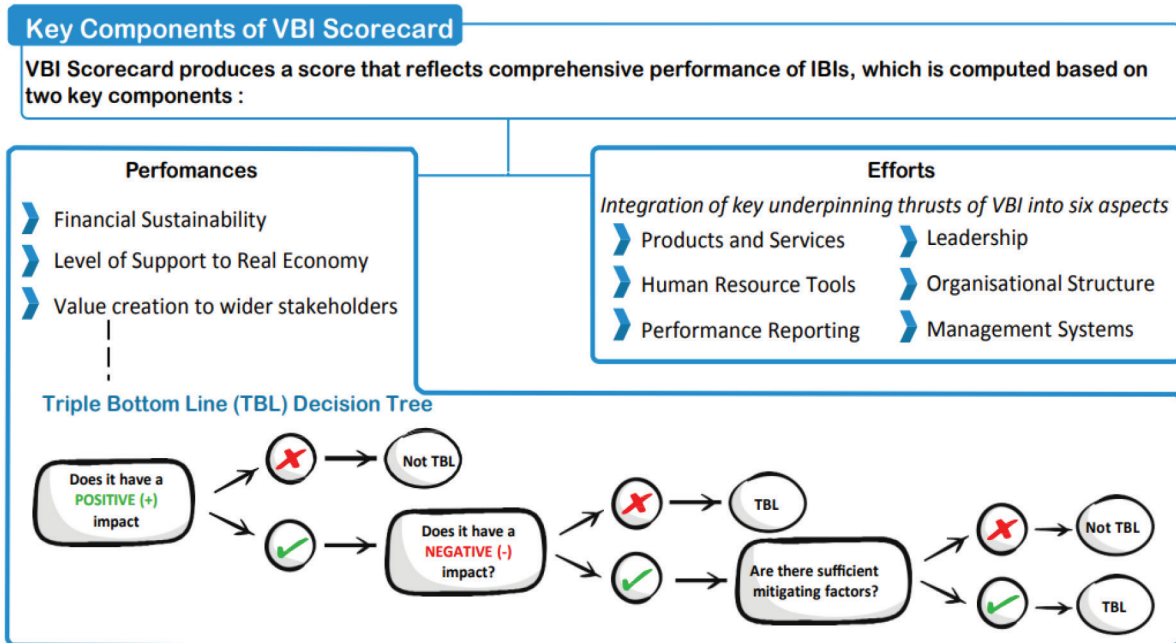 Key Components of VBI Scorecard
VBI Scorecard produces a score that reflects comprehensive performance of IBIs, which is computed based on
two key components :
Perfomances
Financial Sustainability
Level of Support to Real Economy
Value creation to wider stakeholders
Efforts
Integration of key underpinning thrusts of VBI into six aspects
Products and Services
Human Resource Tools
Performance Reporting
Leadership
Organisational Structure
Management Systems
Triple Bottom Line (TBL) Decision Tree
Does it have a
POSITIVE (+)
impact
Not TBL
Does it have a
NEGATIVE (-)
impact?
TBL
Are there sufficient
mitigating factors?
Not TBL
TBL